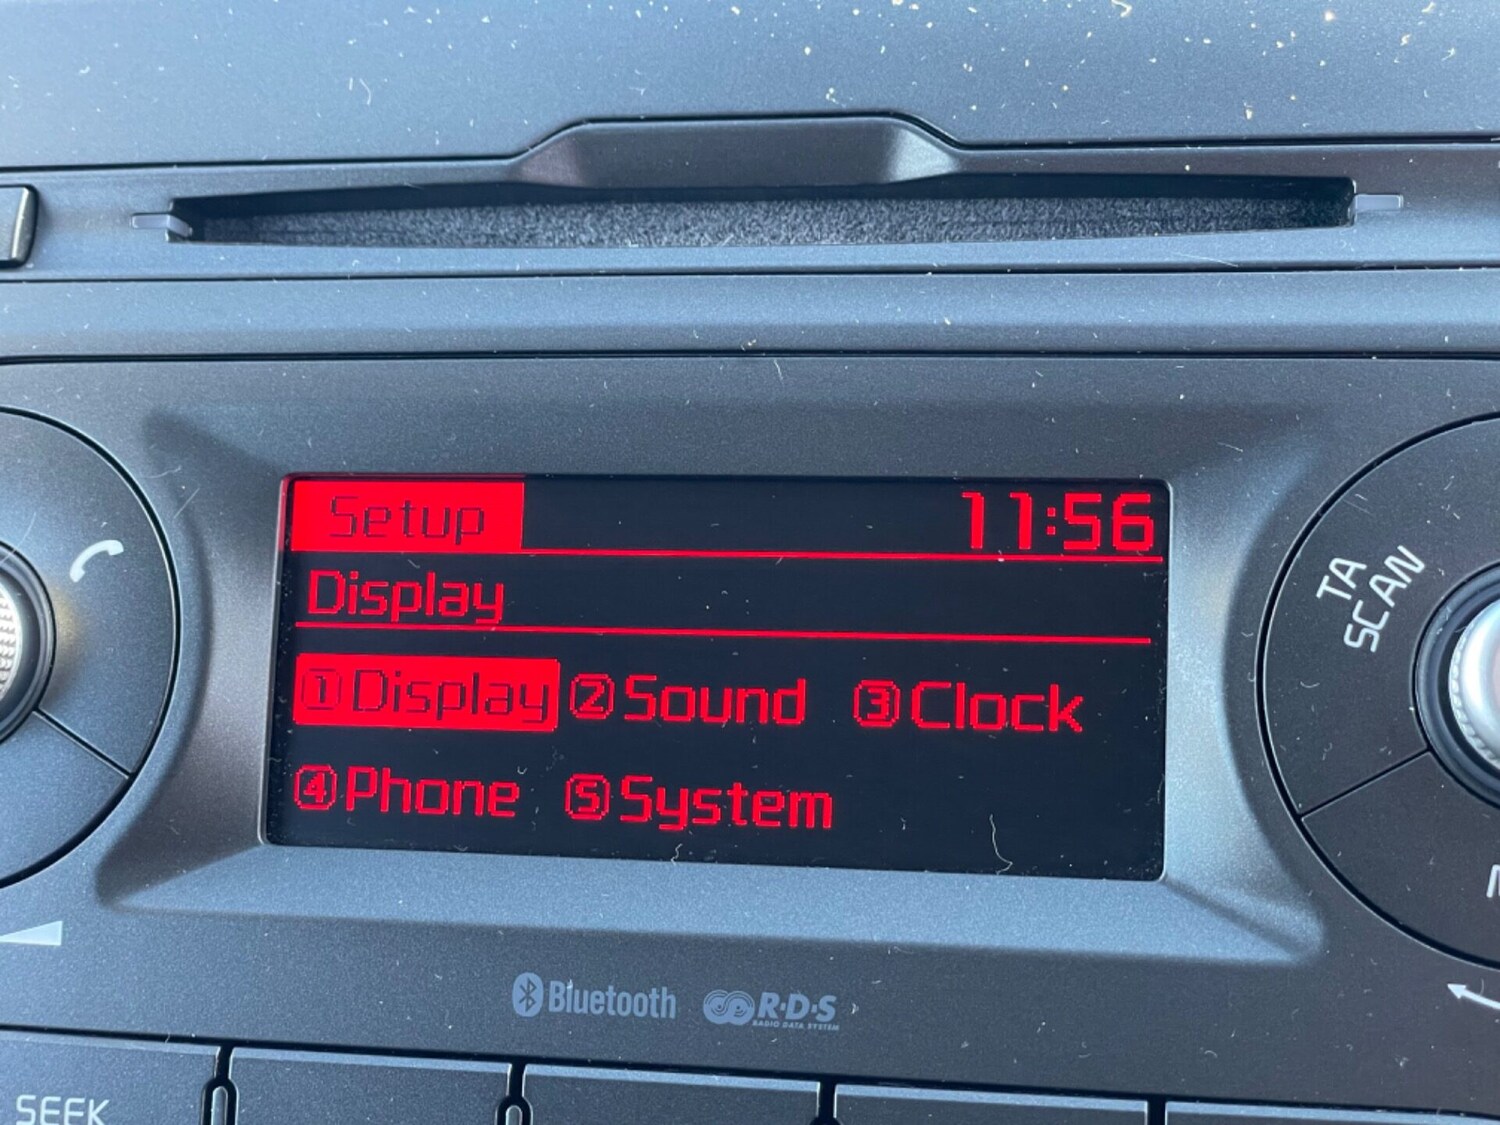 Setup 11:56
Display
①Display ②Sound ③Clock
④Phone ⑤System
TA
SCAN
Bluetooth R·D·S
RADIO DATA SYSTEM
SEEK